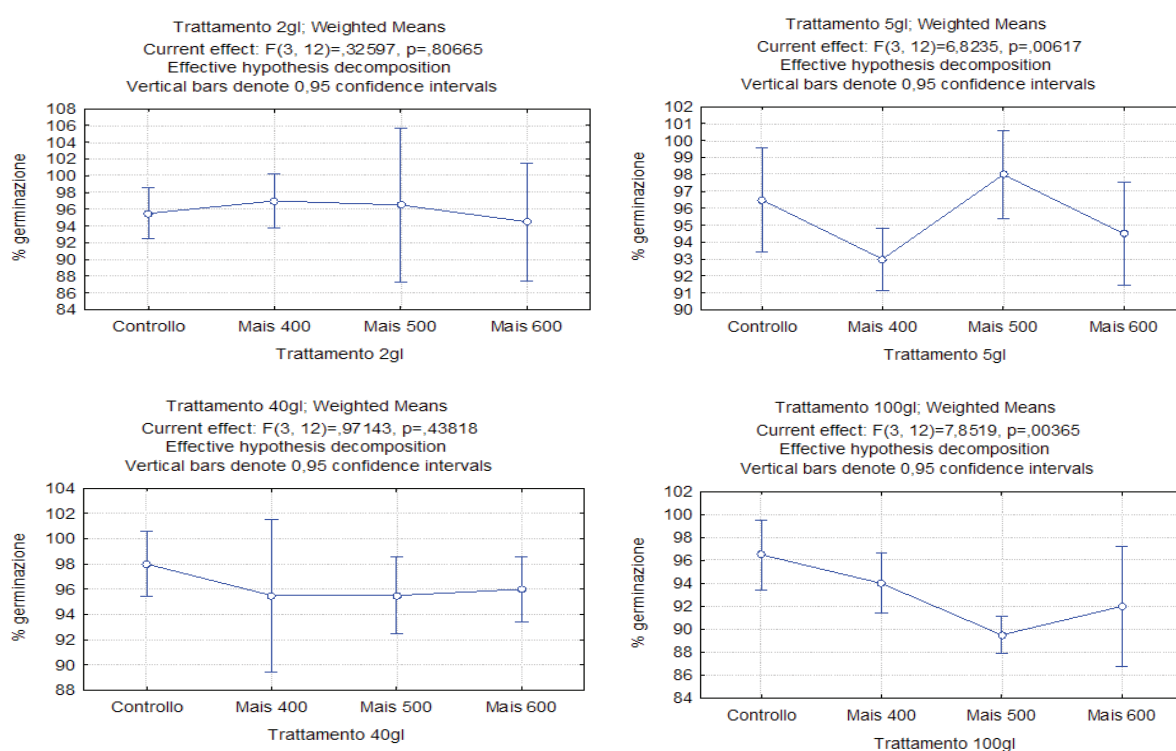 Trattamento 2gl; Weighted Means
Current effect: F(3, 12)=,32597, p=,80665
Effective hypothesis decomposition
Vertical bars denote 0,95 confidence intervals
108
106
104
102
100
98
96
94
92
90
88
86
84
% germinazione
Controllo Mais 400 Mais 500 Mais 600
Trattamento 2gl
Trattamento 5gl; Weighted Means
Current effect: F(3, 12)=6,8235, p=,00617
Effective hypothesis decomposition
Vertical bars denote 0,95 confidence intervals
102
101
100
99
98
97
96
95
94
93
92
91
90
% germinazione
Controllo Mais 400 Mais 500 Mais 600
Trattamento 5gl
Trattamento 40gl; Weighted Means
Current effect: F(3, 12)=,97143, p=,43818
Effective hypothesis decomposition
Vertical bars denote 0,95 confidence intervals
104
102
100
98
96
94
92
90
88
% germinazione
Controllo Mais 400 Mais 500 Mais 600
Trattamento 40gl
Trattamento 100gl; Weighted Means
Current effect: F(3, 12)=7,8519, p=,00365
Effective hypothesis decomposition
Vertical bars denote 0,95 confidence intervals
102
100
98
96
94
92
90
88
86
84
% germinazione
Controllo Mais 400 Mais 500 Mais 600
Trattamento 100gl